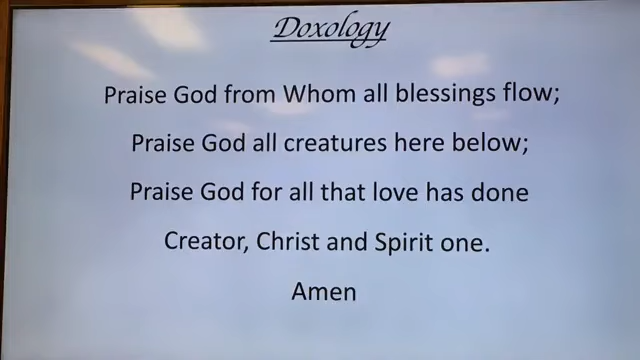 Doxology
Praise God from Whom all blessings flow;
Praise God all creatures here below;
Praise God for all that love has done
Creator, Christ and Spirit one.
Amen